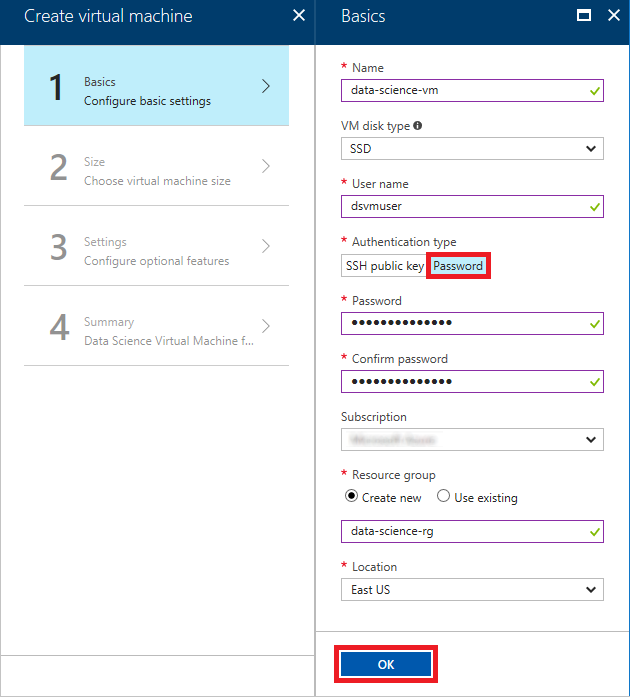 Create virtual machine
1
Basics
Configure basic settings
2
Size
Choose virtual machine size
3
Settings
Configure optional features
4
Summary
Data Science Virtual Machine f...
Basics
* Name
data-science-vm
VM disk type
SSD
* User name
dsvmuser
* Authentication type
SSH public key Password
* Password
••••••••••••••
* Confirm password
••••••••••••••
Subscription
* Resource group
Create new Use existing
data-science-rg
* Location
East US
OK